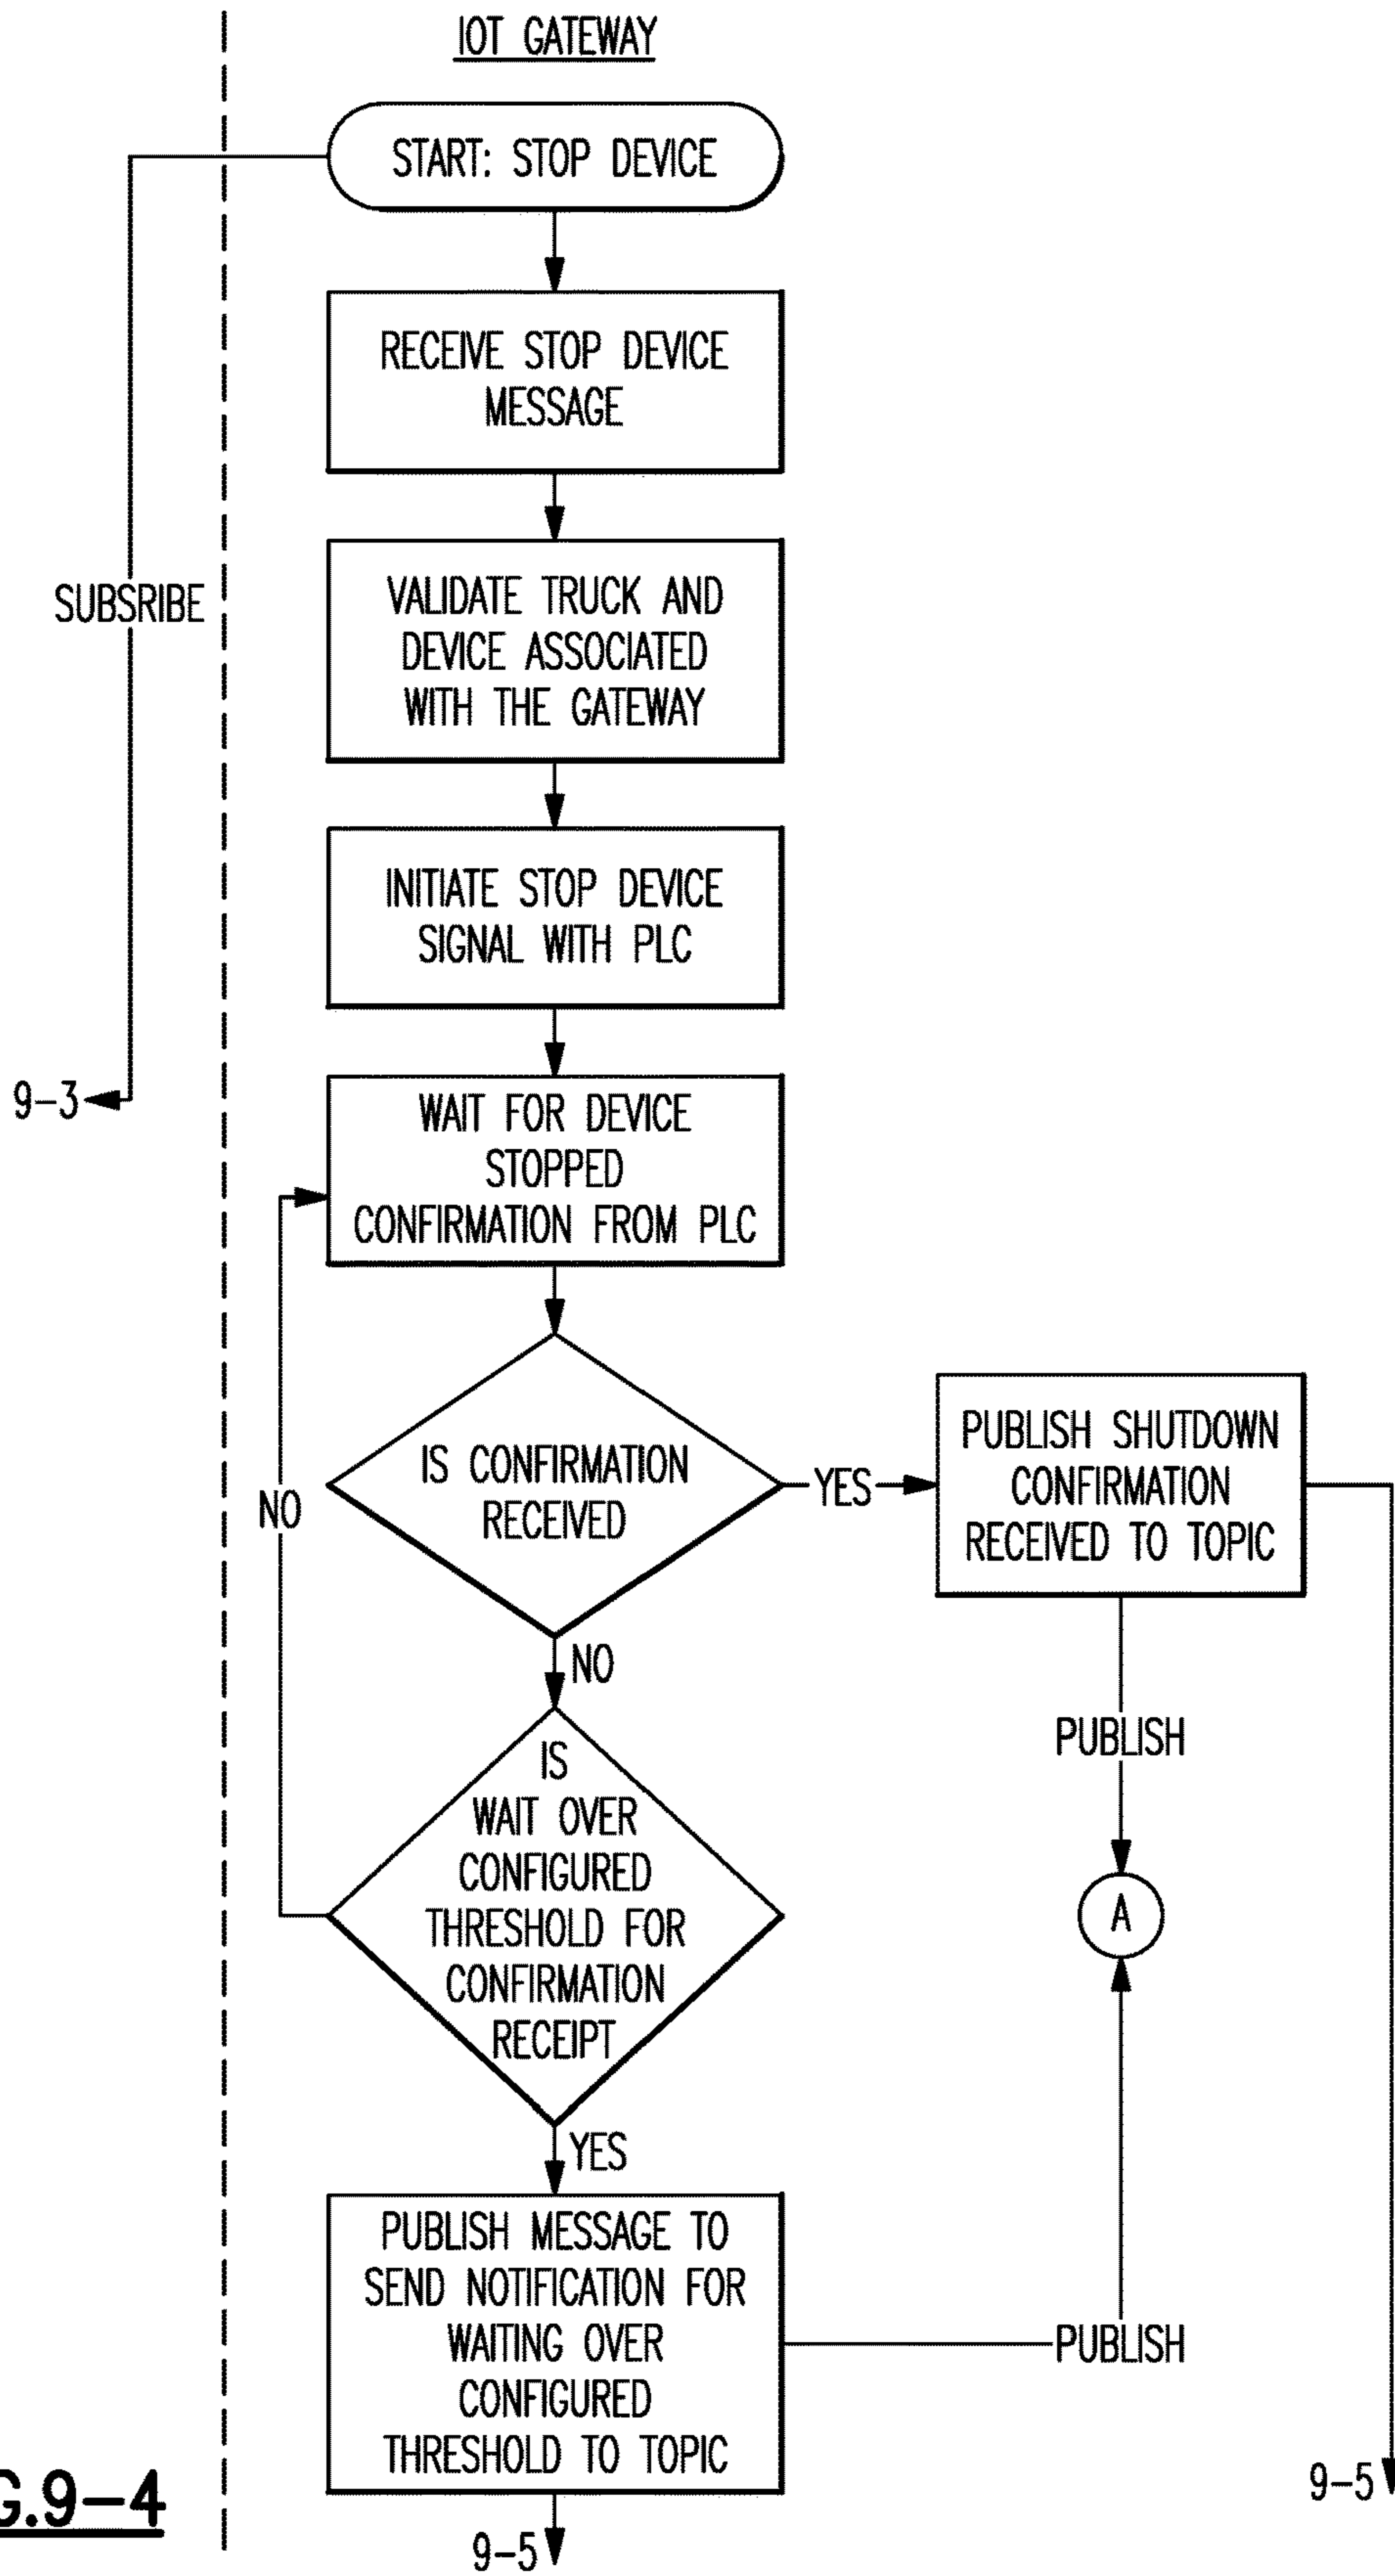 IOT GATEWAY
START: STOP DEVICE
RECEIVE STOP DEVICE
MESSAGE
VALIDATE TRUCK AND
DEVICE ASSOCIATED
WITH THE GATEWAY
SUBSRIBE
INITIATE STOP DEVICE
SIGNAL WITH PLC
9-3
WAIT FOR DEVICE
STOPPED
CONFIRMATION FROM PLC
IS CONFIRMATION
RECEIVED
YES
PUBLISH SHUTDOWN
CONFIRMATION
RECEIVED TO TOPIC
NO
NO
PUBLISH
IS
WAIT OVER
CONFIGURED
THRESHOLD FOR
CONFIRMATION
RECEIPT
A
YES
PUBLISH MESSAGE TO
SEND NOTIFICATION FOR
WAITING OVER
CONFIGURED
THRESHOLD TO TOPIC
PUBLISH
9-5
G.9-4
9-5